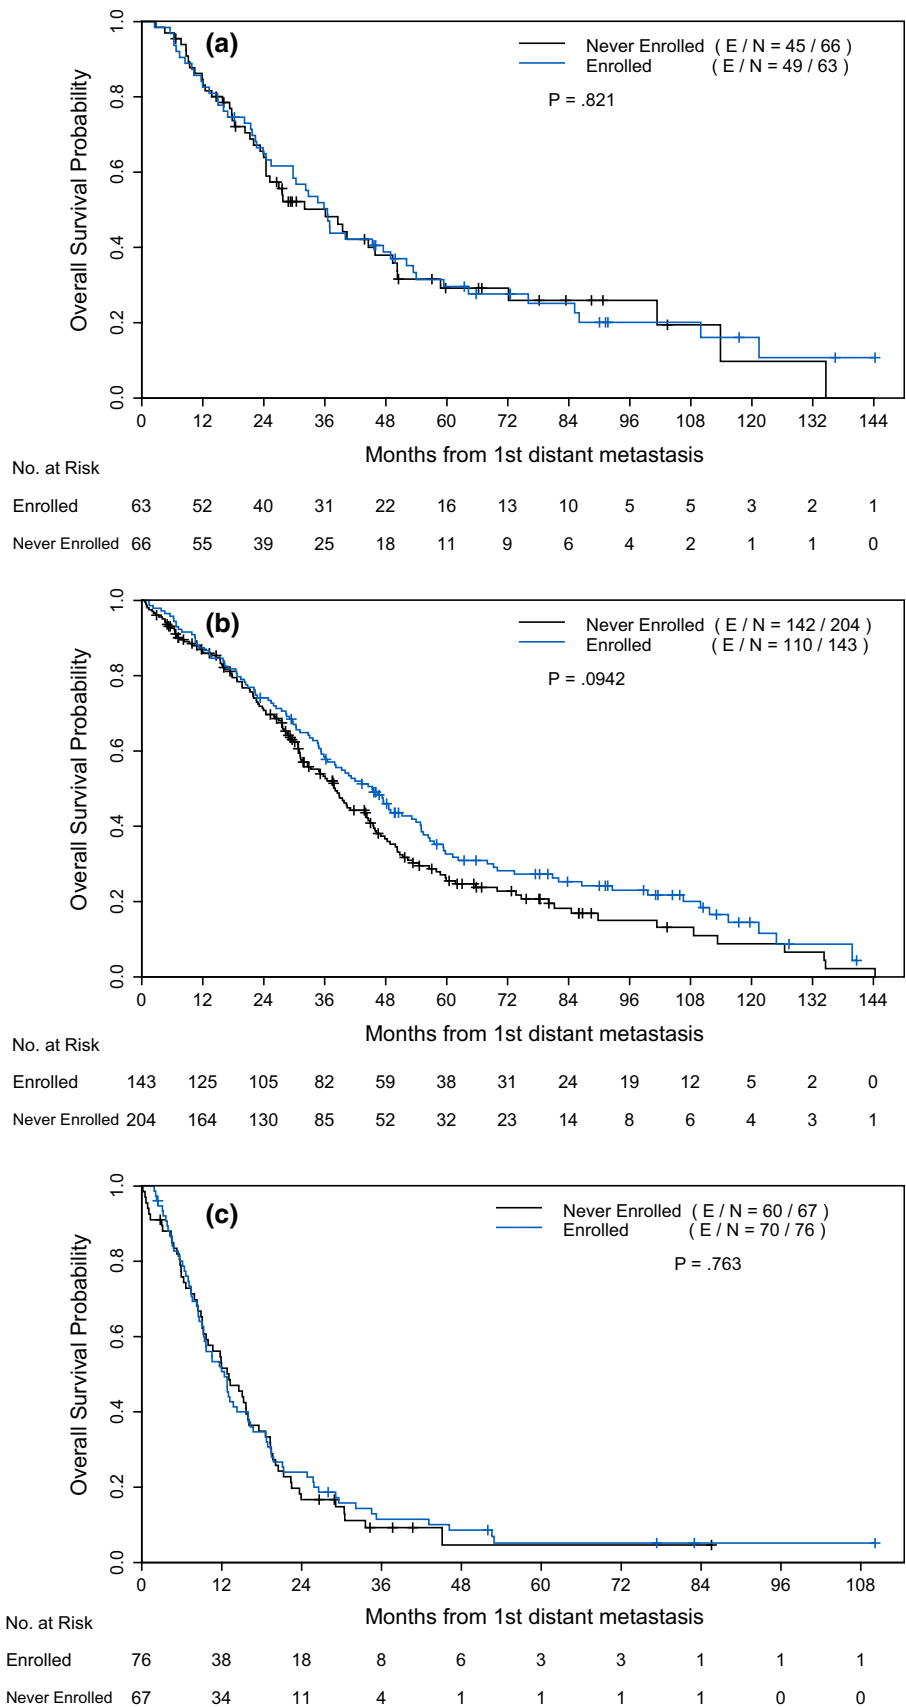 (a)
Never Enrolled ( E / N = 45 / 66 )
Enrolled ( E / N = 49 / 63 )
P = .821
Overall Survival Probability
0.0 0.2 0.4 0.6 0.8 1.0
0 12 24 36 48 60 72 84 96 108 120 132 144
Months from 1st distant metastasis
No. at Risk
Enrolled 63 52 40 31 22 16 13 10 5 5 3 2 1
Never Enrolled 66 55 39 25 18 11 9 6 4 2 1 1 0
(b)
Never Enrolled ( E / N = 142 / 204 )
Enrolled ( E / N = 110 / 143 )
P = .0942
Overall Survival Probability
0.0 0.2 0.4 0.6 0.8 1.0
0 12 24 36 48 60 72 84 96 108 120 132 144
Months from 1st distant metastasis
No. at Risk
Enrolled 143 125 105 82 59 38 31 24 19 12 5 2 0
Never Enrolled 204 164 130 85 52 32 23 14 8 6 4 3 1
(c)
Never Enrolled ( E / N = 60 / 67 )
Enrolled ( E / N = 70 / 76 )
P = .763
Overall Survival Probability
0.0 0.2 0.4 0.6 0.8 1.0
0 12 24 36 48 60 72 84 96 108
Months from 1st distant metastasis
No. at Risk
Enrolled 76 38 18 8 6 3 3 1 1 1
Never Enrolled 67 34 11 4 1 1 1 1 0 0